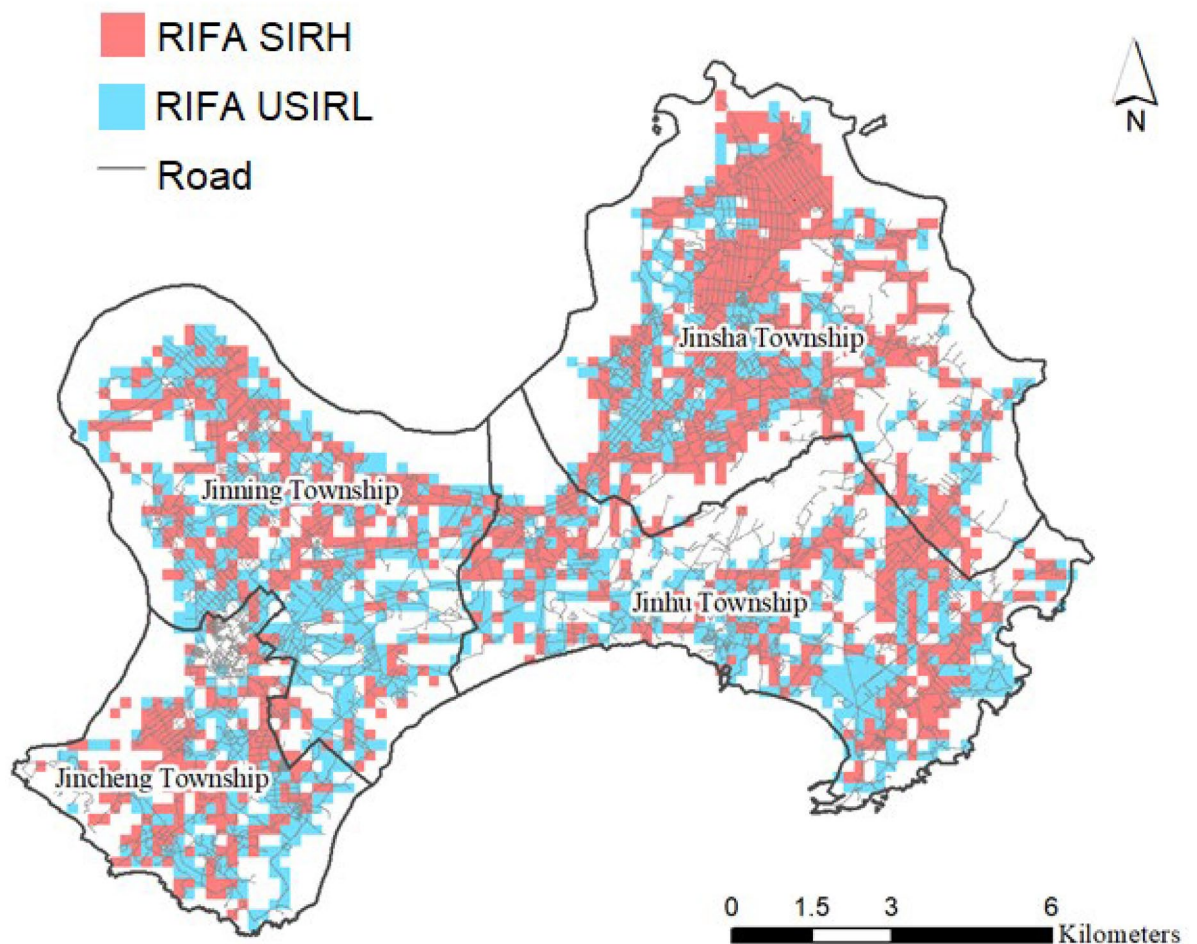 RIFA SIRH
RIFA USIRL
Road
N
Jinsha Township
Jinning Township
Jinhu Township
Jincheng Township
0 1.5 3 6
Kilometers